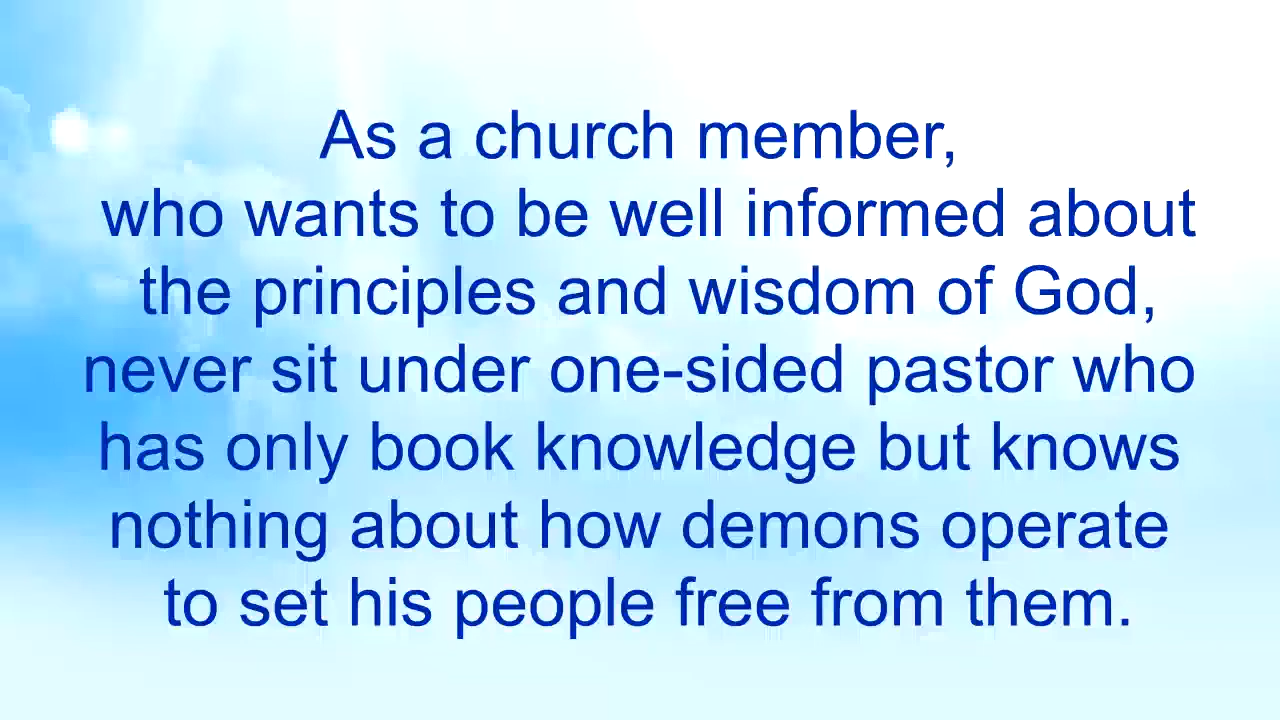 As a church member,
who wants to be well informed about
the principles and wisdom of God,
never sit under one-sided pastor who
has only book knowledge but knows
nothing about how demons operate
to set his people free from them.